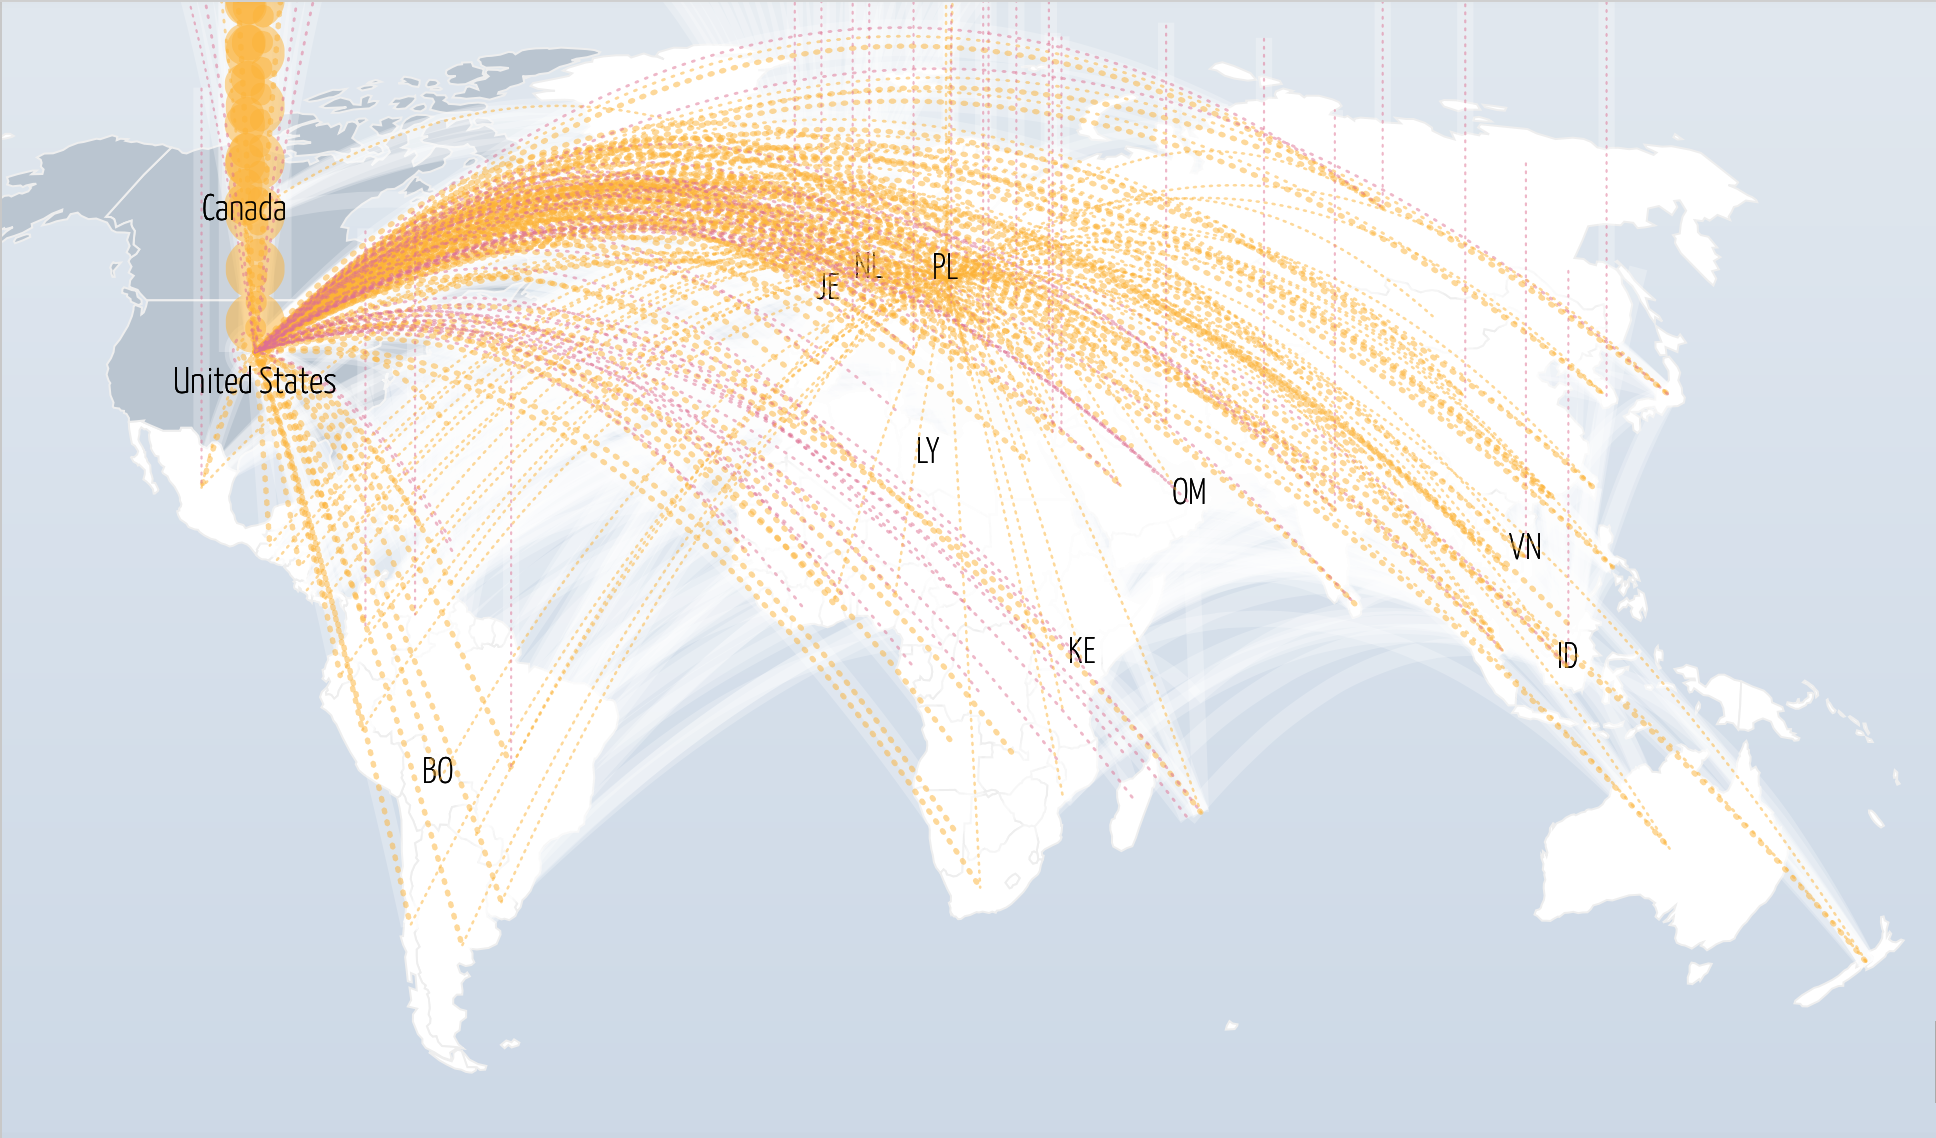 Canada
NL
PL
JE
United States
LY
OM
VN
KE
ID
BO